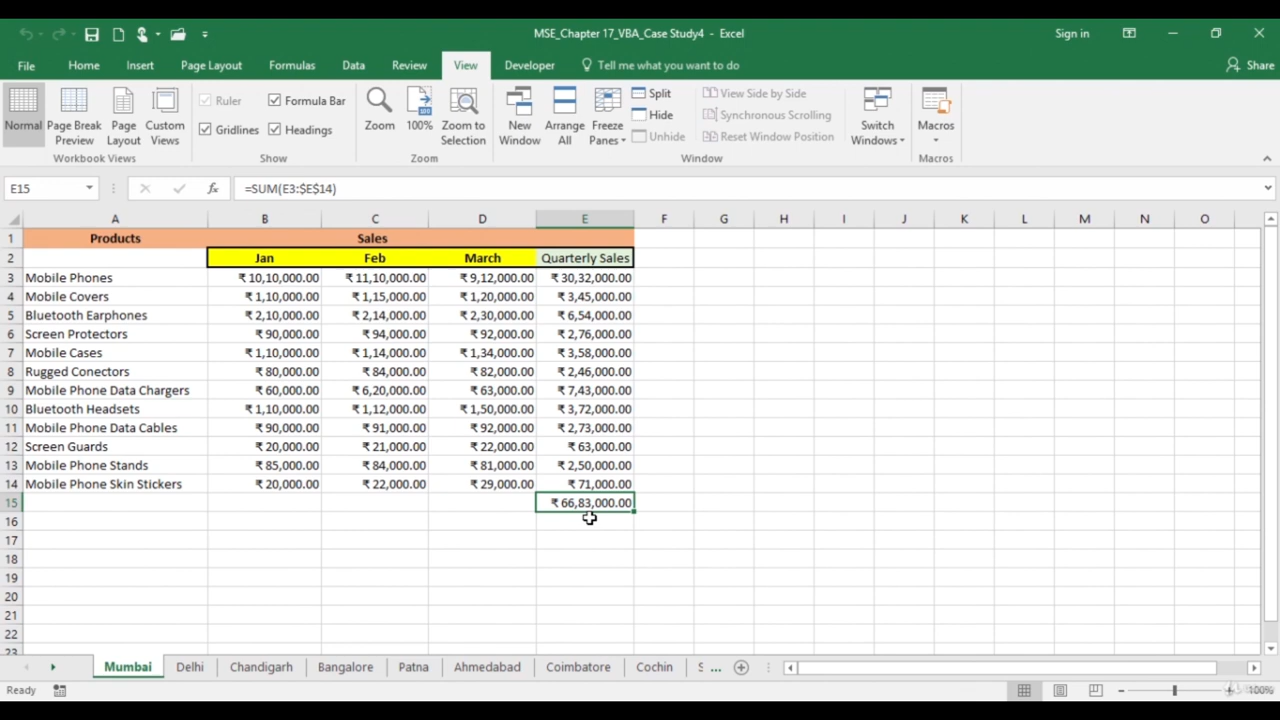 MSE_Chapter 17_VBA_Case Study4 - Excel
Sign in
File Home Insert Page Layout Formulas Data Review View Developer Tell me what you want to do Share
Normal Page Break Preview Page Layout Custom Views
Workbook Views
Ruler Formula Bar
Gridlines Headings
Show
Zoom 100% Zoom to Selection
Zoom
New Window Arrange All Freeze Panes
Split
Hide
Unhide
View Side by Side
Synchronous Scrolling
Reset Window Position
Switch Windows
Window
Macros
Macros
E15 fx =SUM(E3:$E$14)
A B C D E F G H I J K L M N O
1 Products Sales
2 Jan Feb March Quarterly Sales
3 Mobile Phones ₹ 10,10,000.00 ₹ 11,10,000.00 ₹ 9,12,000.00 ₹ 30,32,000.00
4 Mobile Covers ₹ 1,10,000.00 ₹ 1,15,000.00 ₹ 1,20,000.00 ₹ 3,45,000.00
5 Bluetooth Earphones ₹ 2,10,000.00 ₹ 2,14,000.00 ₹ 2,30,000.00 ₹ 6,54,000.00
6 Screen Protectors ₹ 90,000.00 ₹ 94,000.00 ₹ 92,000.00 ₹ 2,76,000.00
7 Mobile Cases ₹ 1,10,000.00 ₹ 1,14,000.00 ₹ 1,34,000.00 ₹ 3,58,000.00
8 Rugged Conectors ₹ 80,000.00 ₹ 84,000.00 ₹ 82,000.00 ₹ 2,46,000.00
9 Mobile Phone Data Chargers ₹ 60,000.00 ₹ 6,20,000.00 ₹ 63,000.00 ₹ 7,43,000.00
10 Bluetooth Headsets ₹ 1,10,000.00 ₹ 1,12,000.00 ₹ 1,50,000.00 ₹ 3,72,000.00
11 Mobile Phone Data Cables ₹ 90,000.00 ₹ 91,000.00 ₹ 92,000.00 ₹ 2,73,000.00
12 Screen Guards ₹ 20,000.00 ₹ 21,000.00 ₹ 22,000.00 ₹ 63,000.00
13 Mobile Phone Stands ₹ 85,000.00 ₹ 84,000.00 ₹ 81,000.00 ₹ 2,50,000.00
14 Mobile Phone Skin Stickers ₹ 20,000.00 ₹ 22,000.00 ₹ 29,000.00 ₹ 71,000.00
15 ₹ 66,83,000.00
16
17
18
19
20
21
22
23
Mumbai Delhi Chandigarh Bangalore Patna Ahmedabad Coimbatore Cochin S ...
Ready 100%